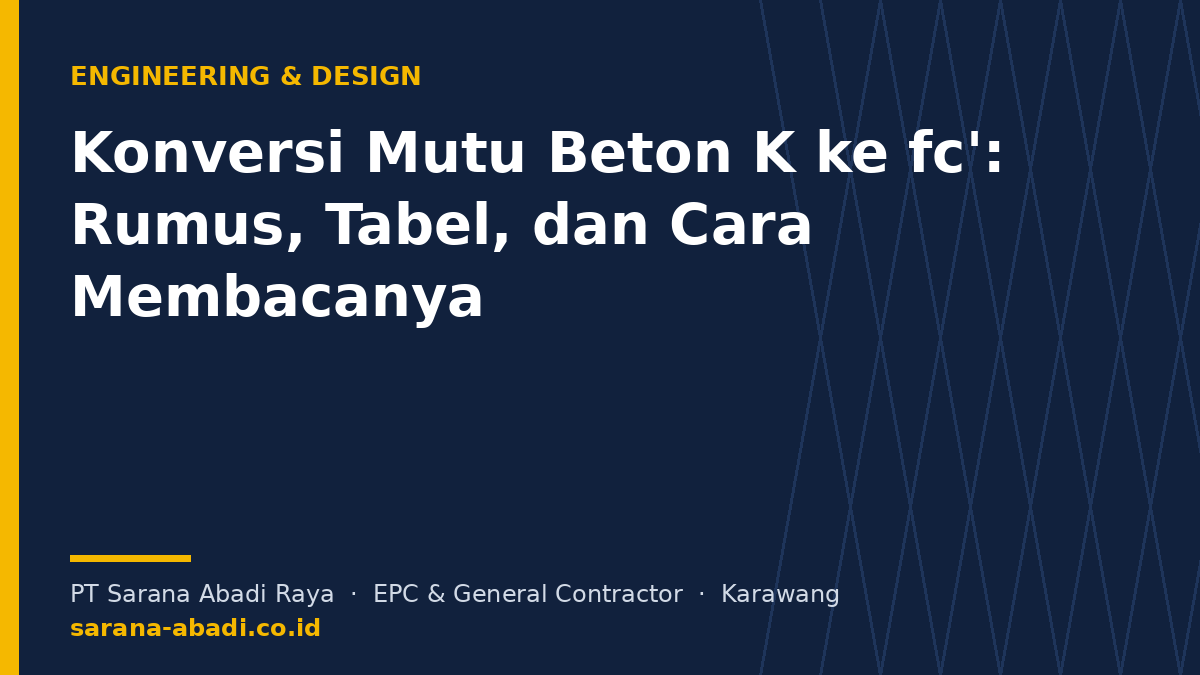 ENGINEERING & DESIGN
Konversi Mutu Beton K ke fc':
Rumus, Tabel, dan Cara
Membacanya
PT Sarana Abadi Raya · EPC & General Contractor · Karawang
sarana-abadi.co.id